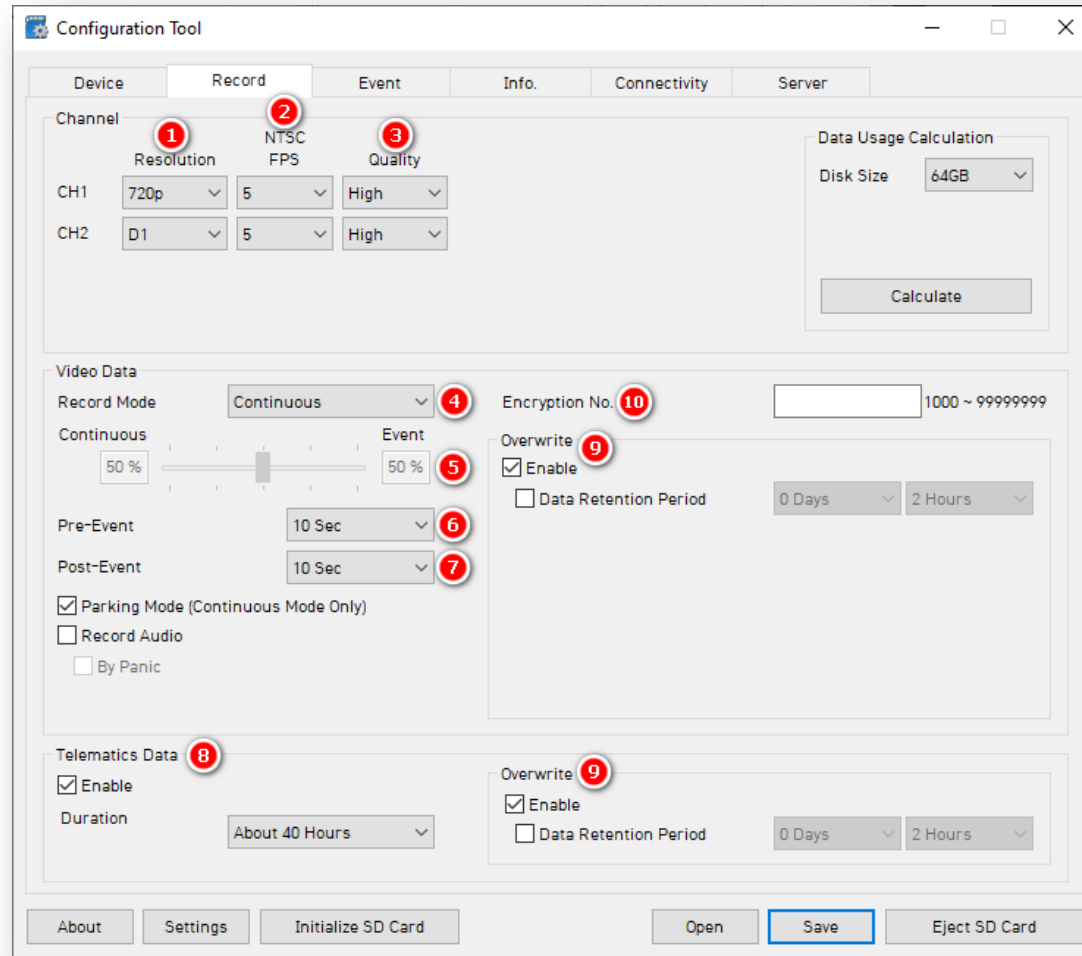 Configuration Tool
Device Record Event Info. Connectivity Server
Channel
1 2 3
Resolution NTSC FPS Quality
CH1 720p 5 High
CH2 D1 5 High
Data Usage Calculation
Disk Size 64GB
Calculate
Video Data
Record Mode Continuous 4
Continuous Event
50 % 50 % 5
Pre-Event 10 Sec 6
Post-Event 10 Sec 7
Parking Mode (Continuous Mode Only)
Record Audio
By Panic
Encryption No. 10 1000 ~ 99999999
Overwrite 9
Enable
Data Retention Period 0 Days 2 Hours
Telematics Data 8
Enable
Duration About 40 Hours
Overwrite 9
Enable
Data Retention Period 0 Days 2 Hours
About Settings Initialize SD Card Open Save Eject SD Card